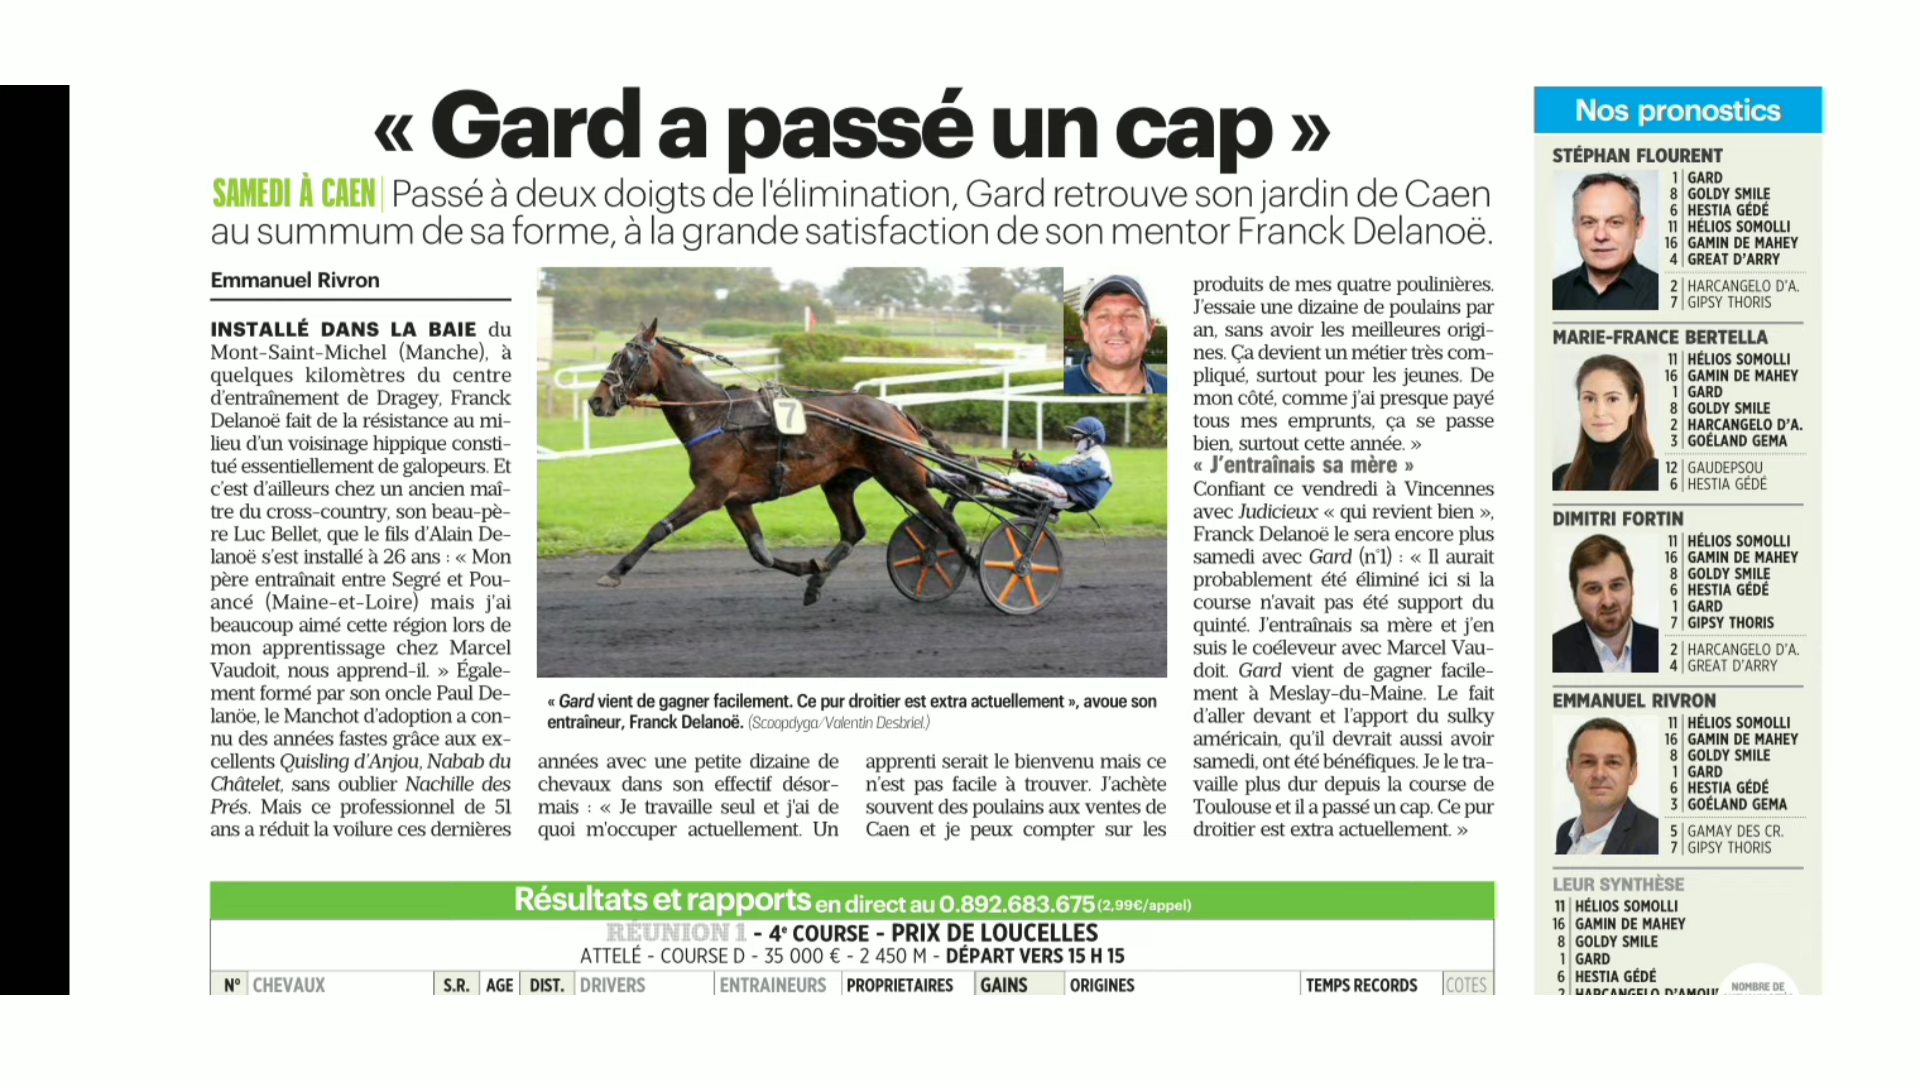 « Gard a passé un cap »
SAMEDI À CAEN Passé à deux doigts de l'élimination, Gard retrouve son jardin de Caen
au summum de sa forme, à la grande satisfaction de son mentor Franck Delanoë.
Emmanuel Rivron
INSTALLÉ DANS LA BAIE du
Mont-Saint-Michel (Manche), à
quelques kilomètres du centre
d'entraînement de Dragey, Franck
Delanoë fait de la résistance au mi-
lieu d'un voisinage hippique consti-
tué essentiellement de galopeurs. Et
c'est d'ailleurs chez un ancien maî-
tre du cross-country, son beau-pè-
re Luc Bellet, que le fils d'Alain De-
lanoë s'est installé à 26 ans : « Mon
père entraînait entre Segré et Pou-
ancé (Maine-et-Loire) mais j'ai
beaucoup aimé cette région lors de
mon apprentissage chez Marcel
Vaudoit, nous apprend-il. » Égale-
ment formé par son oncle Paul De-
lanöe, le Manchot d'adoption a con-
nu des années fastes grâce aux ex-
cellents Quisling d'Anjou, Nabab du
Châtelet, sans oublier Nachille des
Prés. Mais ce professionnel de 51
ans a réduit la voilure ces dernières
7
« Gard vient de gagner facilement. Ce pur droitier est extra actuellement », avoue son
entraîneur, Franck Delanoë. (Scoopdyga/Valentin Desbriel.)
années avec une petite dizaine de
chevaux dans son effectif désor-
mais : « Je travaille seul et j'ai de
quoi m'occuper actuellement. Un
apprenti serait le bienvenu mais ce
n'est pas facile à trouver. J'achète
souvent des poulains aux ventes de
Caen et je peux compter sur les
produits de mes quatre poulinières.
J'essaie une dizaine de poulains par
an, sans avoir les meilleures origi-
nes. Ça devient un métier très com-
pliqué, surtout pour les jeunes. De
mon côté, comme j'ai presque payé
tous mes emprunts, ça se passe
bien, surtout cette année. »
« J'entraînais sa mère »
Confiant ce vendredi à Vincennes
avec Judicieux « qui revient bien »,
Franck Delanoë le sera encore plus
samedi avec Gard (n°1) : « Il aurait
probablement été éliminé ici si la
course n'avait pas été support du
quinté. J'entraînais sa mère et j'en
suis le coéleveur avec Marcel Vau-
doit. Gard vient de gagner facile-
ment à Meslay-du-Maine. Le fait
d'aller devant et l'apport du sulky
américain, qu'il devrait aussi avoir
samedi, ont été bénéfiques. Je le tra-
vaille plus dur depuis la course de
Toulouse et il a passé un cap. Ce pur
droitier est extra actuellement. »
Résultats et rapports en direct au 0.892.683.675 (2,99€/appel)
RÉUNION 1 - 4e COURSE - PRIX DE LOUCELLES
ATTELÉ - COURSE D - 35 000 € - 2 450 M - DÉPART VERS 15 H 15
N° CHEVAUX S.R. AGE DIST. DRIVERS ENTRAINEURS PROPRIETAIRES GAINS ORIGINES TEMPS RECORDS COTES
Nos pronostics
STÉPHAN FLOURENT
1 GARD
8 GOLDY SMILE
6 HESTIA GÉDÉ
11 HÉLIOS SOMOLLI
16 GAMIN DE MAHEY
4 GREAT D'ARRY
2 HARCANGELO D'A.
7 GIPSY THORIS
MARIE-FRANCE BERTELLA
11 HÉLIOS SOMOLLI
16 GAMIN DE MAHEY
1 GARD
8 GOLDY SMILE
2 HARCANGELO D'A.
3 GOÉLAND GEMA
12 GAUDEPSOU
6 HESTIA GÉDÉ
DIMITRI FORTIN
11 HÉLIOS SOMOLLI
16 GAMIN DE MAHEY
8 GOLDY SMILE
6 HESTIA GÉDÉ
1 GARD
7 GIPSY THORIS
2 HARCANGELO D'A.
4 GREAT D'ARRY
EMMANUEL RIVRON
11 HÉLIOS SOMOLLI
16 GAMIN DE MAHEY
8 GOLDY SMILE
1 GARD
6 HESTIA GÉDÉ
3 GOÉLAND GEMA
5 GAMAY DES CR.
7 GIPSY THORIS
LEUR SYNTHÈSE
11 HÉLIOS SOMOLLI
16 GAMIN DE MAHEY
8 GOLDY SMILE
1 GARD
6 HESTIA GÉDÉ
2 HARCANGELO D'AMOUR
NOMBRE DE